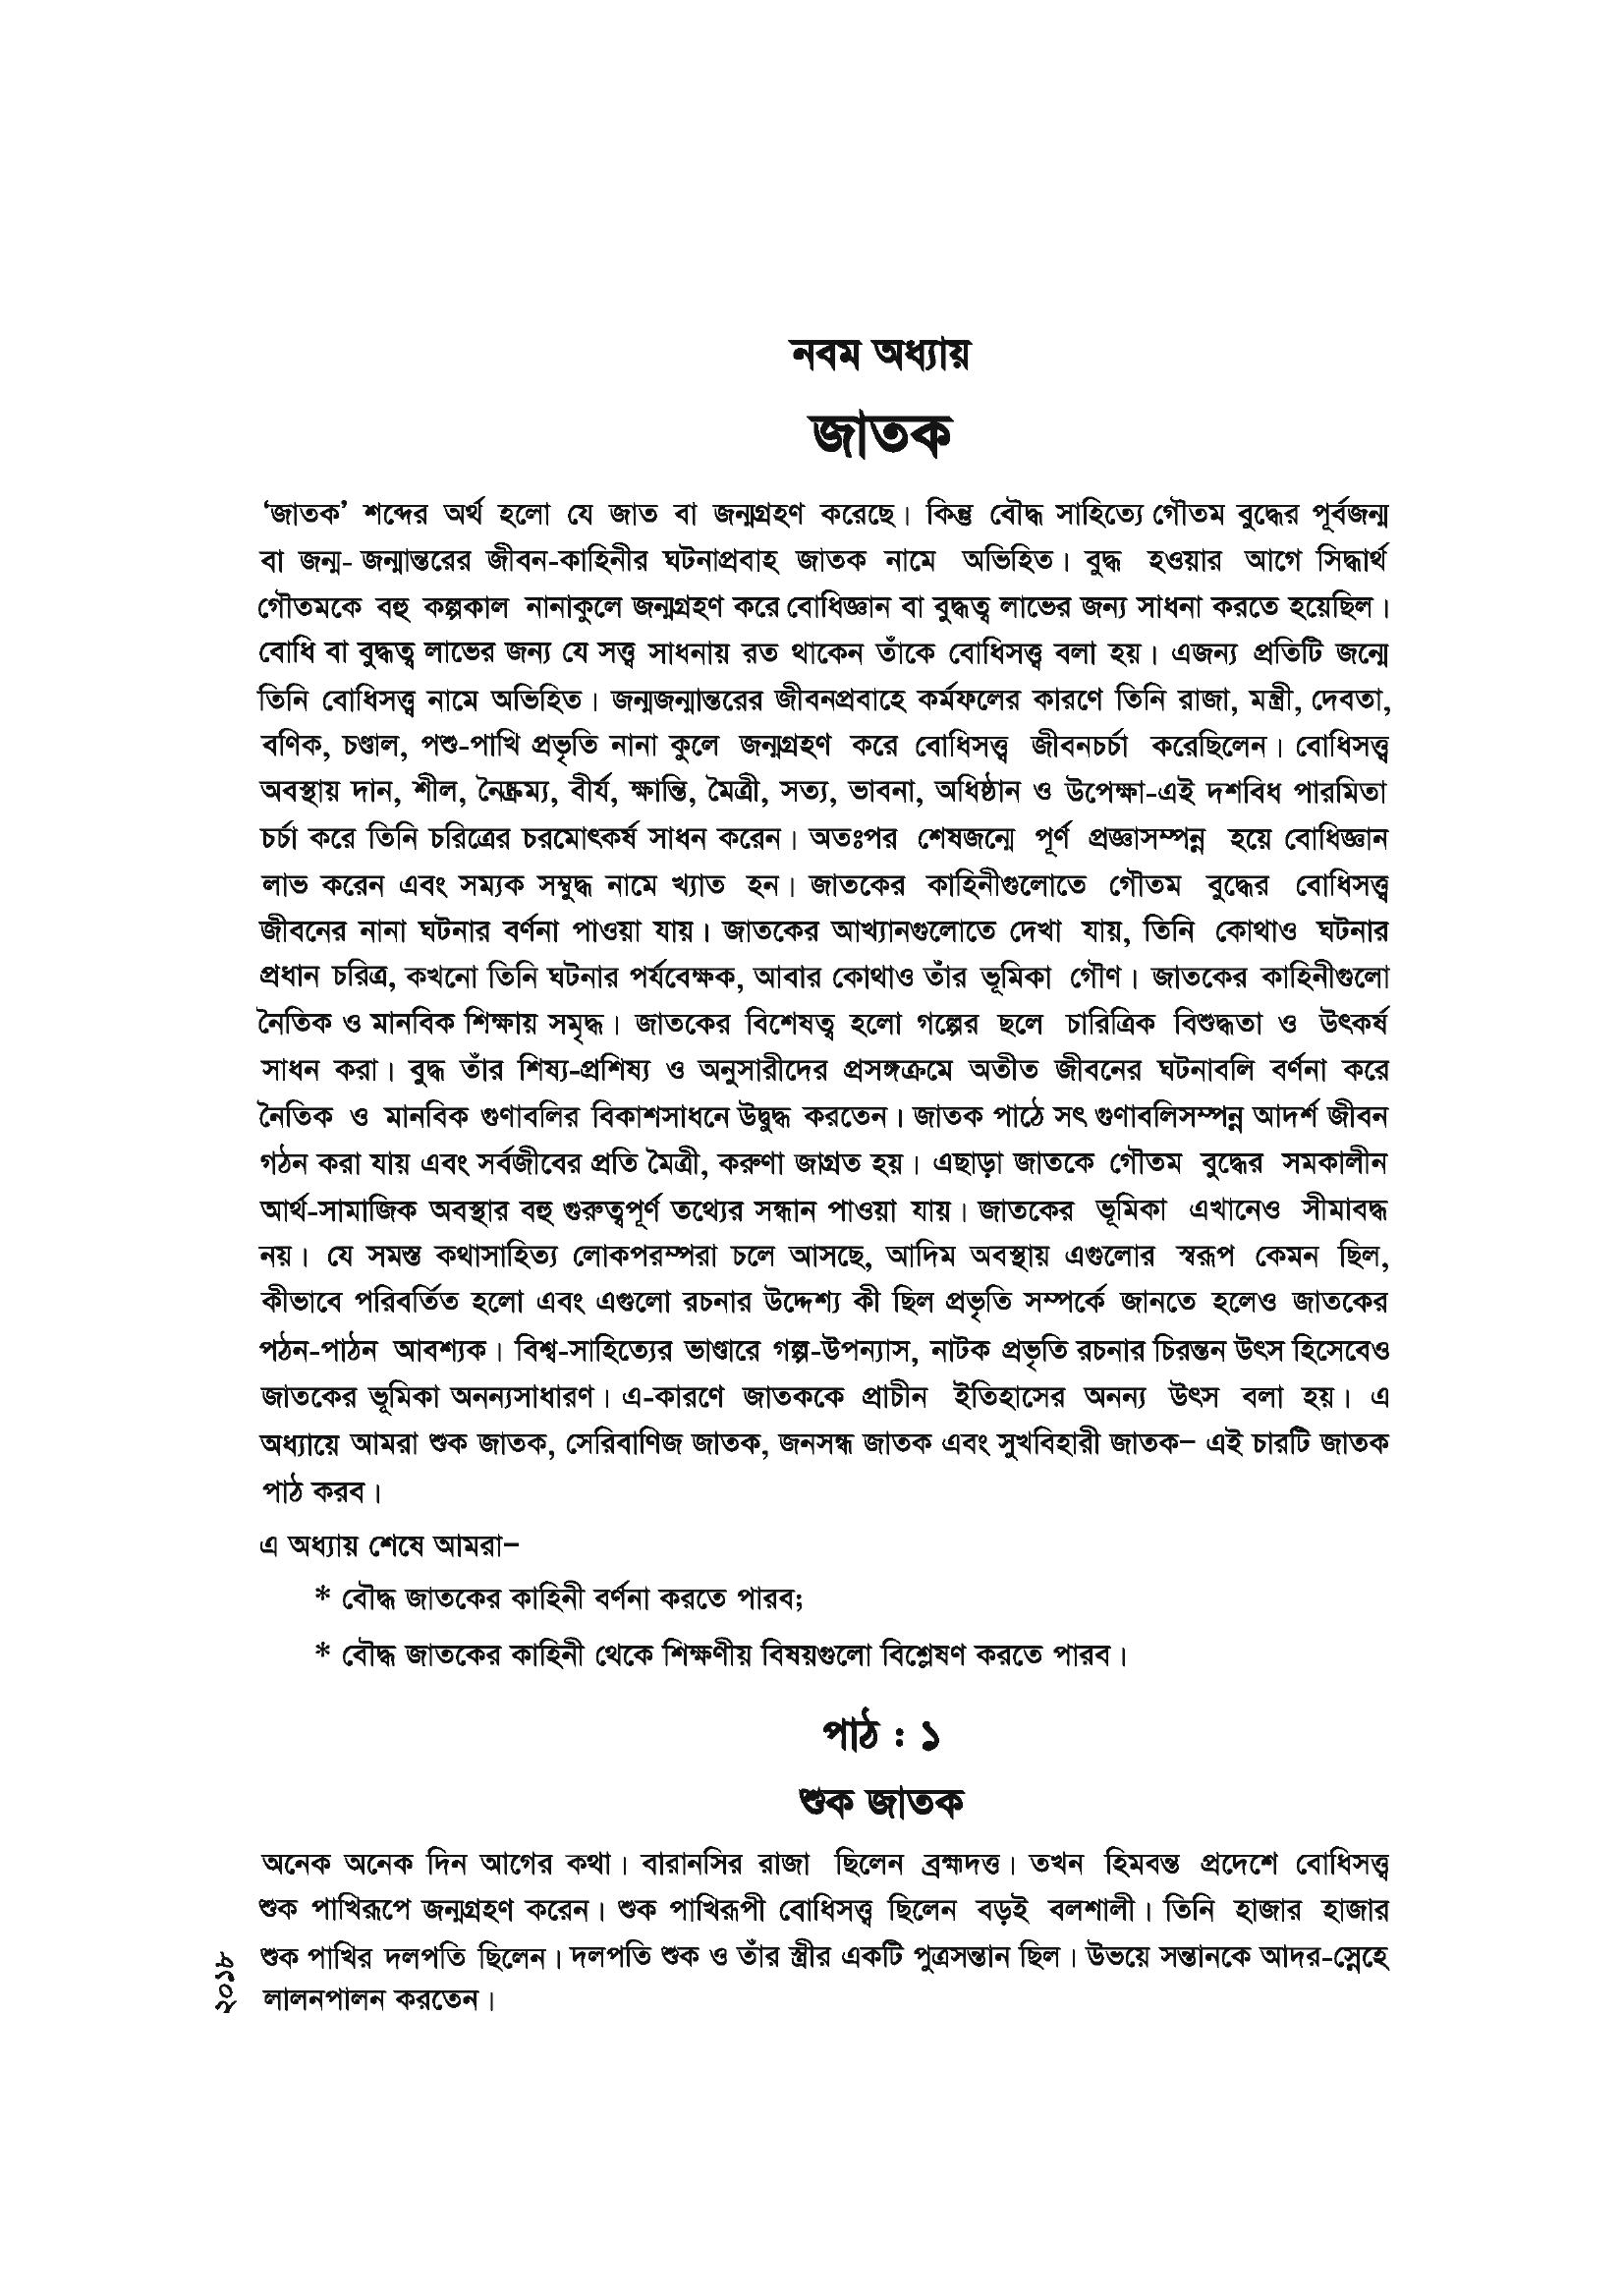 নবম অধ্যায়
জাতক
‘জাতক’ শব্দের অর্থ হলো যে জাত বা জন্মগ্রহণ করেছে। কিন্তু বৌদ্ধ সাহিত্যে গৌতম বুদ্ধের পূর্বজন্ম
বা জন্ম- জন্মান্তরের জীবন-কাহিনীর ঘটনাপ্রবাহ জাতক নামে অভিহিত। বুদ্ধ হওয়ার আগে সিদ্ধার্থ
গৌতমকে বহু কল্পকাল নানাকুলে জন্মগ্রহণ করে বোধিজ্ঞান বা বুদ্ধত্ব লাভের জন্য সাধনা করতে হয়েছিল।
বোধি বা বুদ্ধত্ব লাভের জন্য যে সত্ত্ব সাধনায় রত থাকেন তাঁকে বোধিসত্ত্ব বলা হয়। এজন্য প্রতিটি জন্মে
তিনি বোধিসত্ত্ব নামে অভিহিত। জন্মজন্মান্তরের জীবনপ্রবাহে কর্মফলের কারণে তিনি রাজা, মন্ত্রী, দেবতা,
বণিক, চণ্ডাল, পশু-পাখি প্রভৃতি নানা কুলে জন্মগ্রহণ করে বোধিসত্ত্ব জীবনচর্চা করেছিলেন। বোধিসত্ত্ব
অবস্থায় দান, শীল, নৈষ্ক্রম্য, বীর্য, ক্ষান্তি, মৈত্রী, সত্য, ভাবনা, অধিষ্ঠান ও উপেক্ষা-এই দশবিধ পারমিতা
চর্চা করে তিনি চরিত্রের চরমোৎকর্ষ সাধন করেন। অতঃপর শেষজন্মে পূর্ণ প্রজ্ঞাসম্পন্ন হয়ে বোধিজ্ঞান
লাভ করেন এবং সম্যক সম্বুদ্ধ নামে খ্যাত হন। জাতকের কাহিনীগুলোতে গৌতম বুদ্ধের বোধিসত্ত্ব
জীবনের নানা ঘটনার বর্ণনা পাওয়া যায়। জাতকের আখ্যানগুলোতে দেখা যায়, তিনি কোথাও ঘটনার
প্রধান চরিত্র, কখনো তিনি ঘটনার পর্যবেক্ষক, আবার কোথাও তাঁর ভূমিকা গৌণ। জাতকের কাহিনীগুলো
নৈতিক ও মানবিক শিক্ষায় সমৃদ্ধ। জাতকের বিশেষত্ব হলো গল্পের ছলে চারিত্রিক বিশুদ্ধতা ও উৎকর্ষ
সাধন করা। বুদ্ধ তাঁর শিষ্য-প্রশিষ্য ও অনুসারীদের প্রসঙ্গক্রমে অতীত জীবনের ঘটনাবলি বর্ণনা করে
নৈতিক ও মানবিক গুণাবলির বিকাশসাধনে উদ্বুদ্ধ করতেন। জাতক পাঠে সৎ গুণাবলিসম্পন্ন আদর্শ জীবন
গঠন করা যায় এবং সর্বজীবের প্রতি মৈত্রী, করুণা জাগ্রত হয়। এছাড়া জাতকে গৌতম বুদ্ধের সমকালীন
আর্থ-সামাজিক অবস্থার বহু গুরুত্বপূর্ণ তথ্যের সন্ধান পাওয়া যায়। জাতকের ভূমিকা এখানেও সীমাবদ্ধ
নয়। যে সমস্ত কথাসাহিত্য লোকপরম্পরা চলে আসছে, আদিম অবস্থায় এগুলোর স্বরূপ কেমন ছিল,
কীভাবে পরিবর্তিত হলো এবং এগুলো রচনার উদ্দেশ্য কী ছিল প্রভৃতি সম্পর্কে জানতে হলেও জাতকের
পঠন-পাঠন আবশ্যক। বিশ্ব-সাহিত্যের ভাণ্ডারে গল্প-উপন্যাস, নাটক প্রভৃতি রচনার চিরন্তন উৎস হিসেবেও
জাতকের ভূমিকা অনন্যসাধারণ। এ-কারণে জাতককে প্রাচীন ইতিহাসের অনন্য উৎস বলা হয়। এ
অধ্যায়ে আমরা শুক জাতক, সেরিবাণিজ জাতক, জনসন্ধ জাতক এবং সুখবিহারী জাতক– এই চারটি জাতক
পাঠ করব।
এ অধ্যায় শেষে আমরা–
* বৌদ্ধ জাতকের কাহিনী বর্ণনা করতে পারব;
* বৌদ্ধ জাতকের কাহিনী থেকে শিক্ষণীয় বিষয়গুলো বিশ্লেষণ করতে পারব।
পাঠ : ১
শুক জাতক
অনেক অনেক দিন আগের কথা। বারানসির রাজা ছিলেন ব্রহ্মদত্ত। তখন হিমবন্ত প্রদেশে বোধিসত্ত্ব
শুক পাখিরূপে জন্মগ্রহণ করেন। শুক পাখিরূপী বোধিসত্ত্ব ছিলেন বড়ই বলশালী। তিনি হাজার হাজার
শুক পাখির দলপতি ছিলেন। দলপতি শুক ও তাঁর স্ত্রীর একটি পুত্রসন্তান ছিল। উভয়ে সন্তানকে আদর-স্নেহে
লালনপালন করতেন।
২০১৮